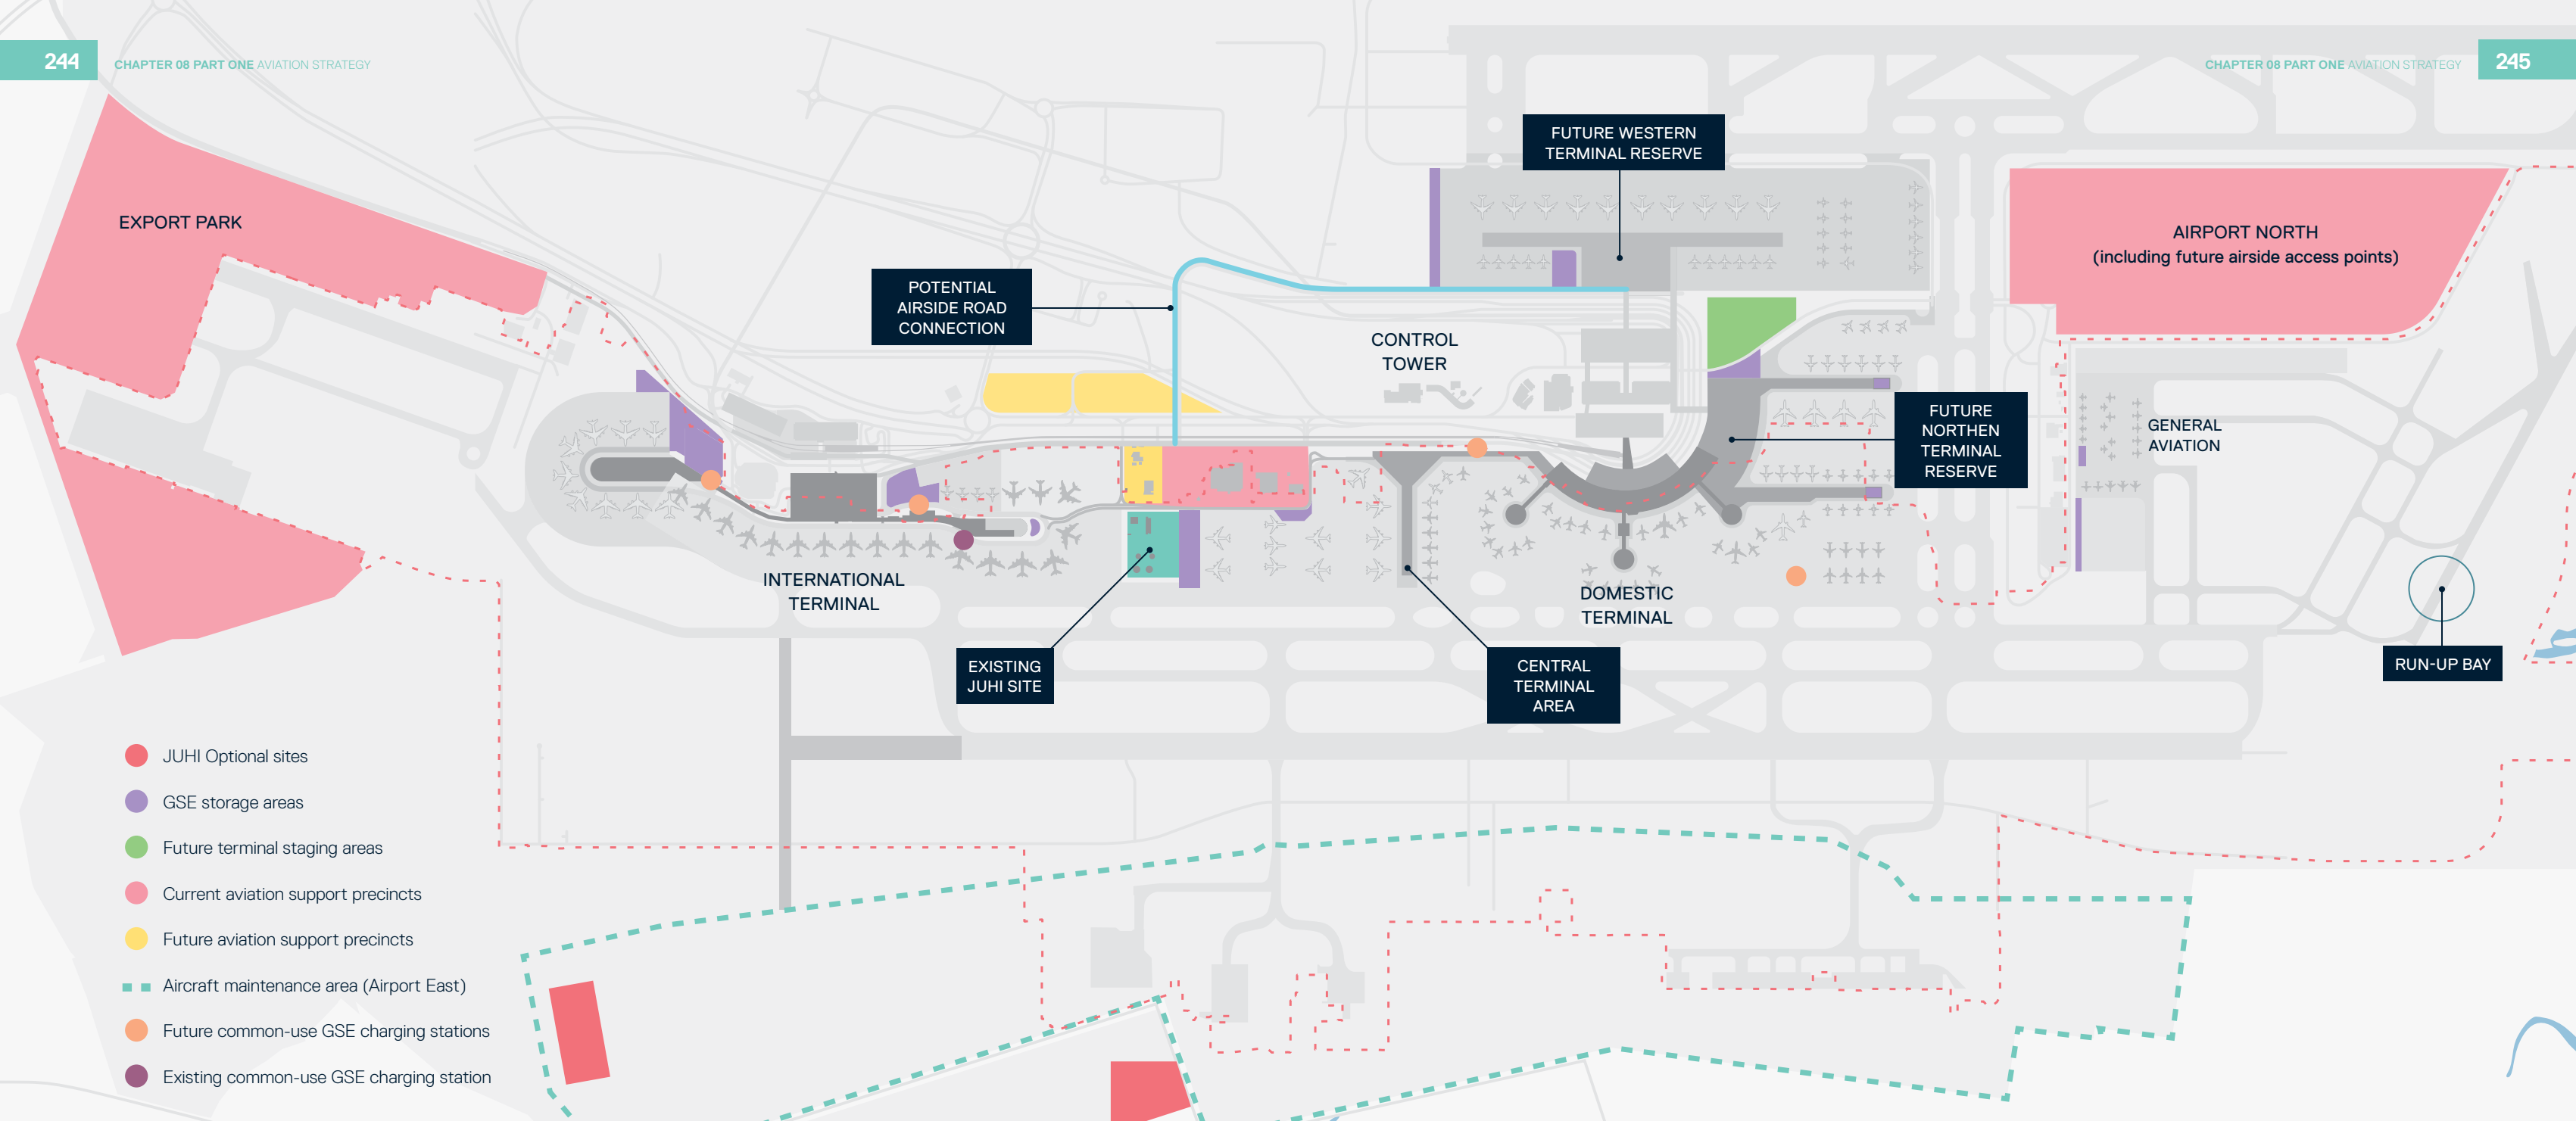 244
CHAPTER 08 PART ONE AVIATION STRATEGY
CHAPTER 08 PART ONE AVIATION STRATEGY
245
FUTURE WESTERN
TERMINAL RESERVE
EXPORT PARK
AIRPORT NORTH
(including future airside access points)
POTENTIAL
AIRSIDE ROAD
CONNECTION
CONTROL
TOWER
FUTURE
NORTHEN
TERMINAL
RESERVE
GENERAL
AVIATION
INTERNATIONAL
TERMINAL
DOMESTIC
TERMINAL
EXISTING
JUHI SITE
CENTRAL
TERMINAL
AREA
RUN-UP BAY
JUHI Optional sites
GSE storage areas
Future terminal staging areas
Current aviation support precincts
Future aviation support precincts
Aircraft maintenance area (Airport East)
Future common-use GSE charging stations
Existing common-use GSE charging station